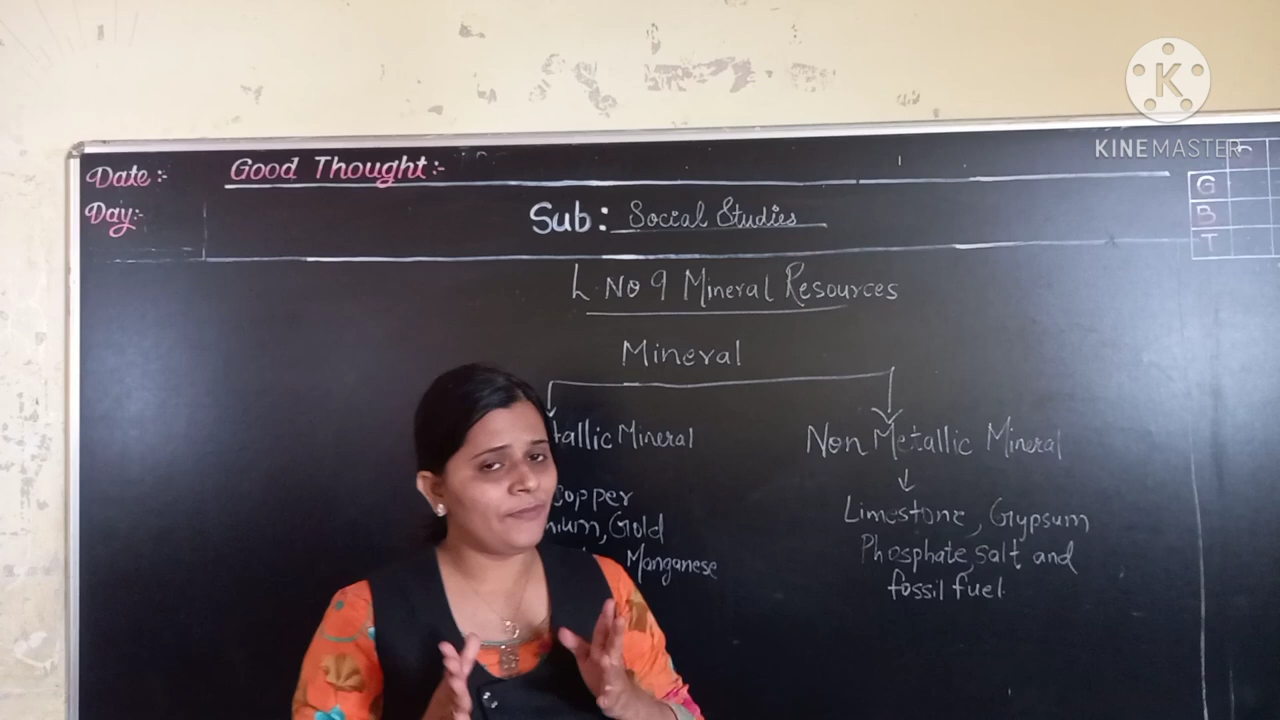 K
KINEMASTER
Date:-
Good Thought:-
Day:-
Sub: Social Studies
G
B
T
L No 9 Mineral Resources
Mineral
tallic Mineral
Non Metallic Mineral
copper
nium, Gold
Manganese
Limestone, Gypsum
Phosphate, salt and
fossil fuel.